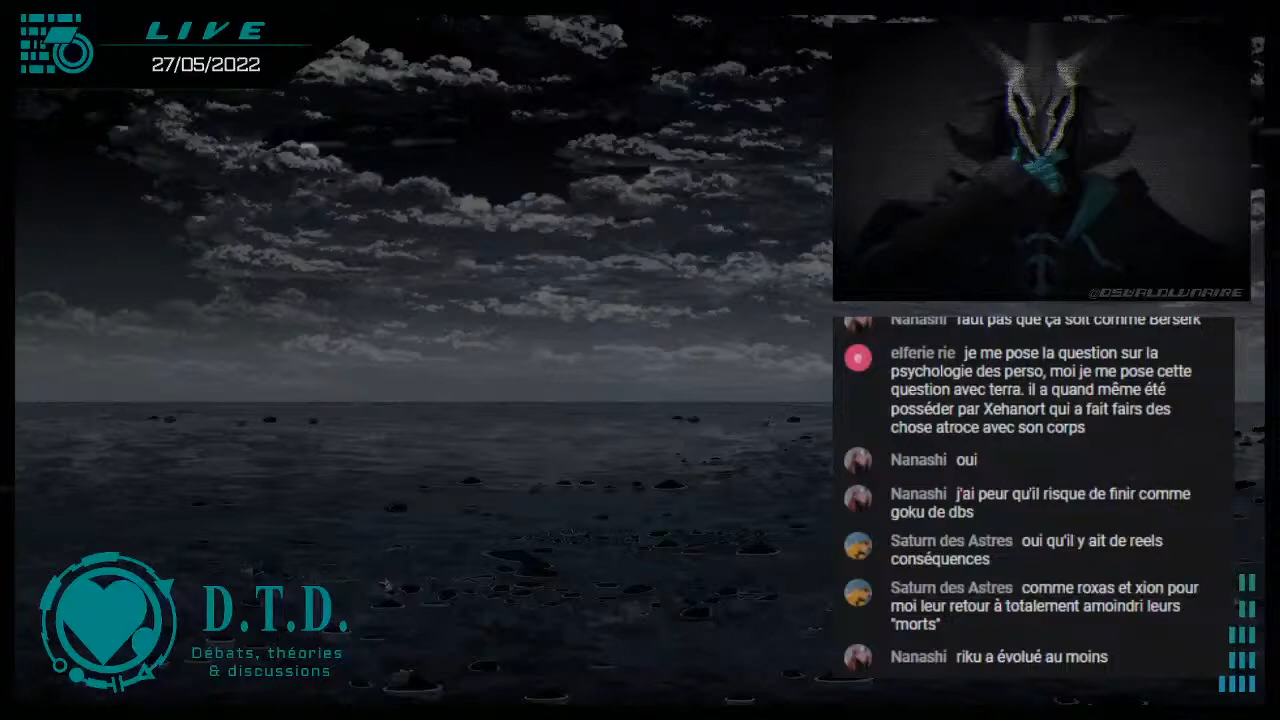 LIVE
27/05/2022
@OSWALDLUNAIRE
Nanashi faut pas que ça soit comme Berserk
elferie rie je me pose la question sur la
psychologie des perso, moi je me pose cette
question avec terra. il a quand même été
posséder par Xehanort qui a fait fairs des
chose atroce avec son corps
Nanashi oui
Nanashi j'ai peur qu'il risque de finir comme
goku de dbs
Saturn des Astres oui qu'il y ait de reels
conséquences
Saturn des Astres comme roxas et xion pour
moi leur retour à totalement amoindri leurs
"morts"
Nanashi riku a évolué au moins
D.T.D.
Débats, théories
& discussions